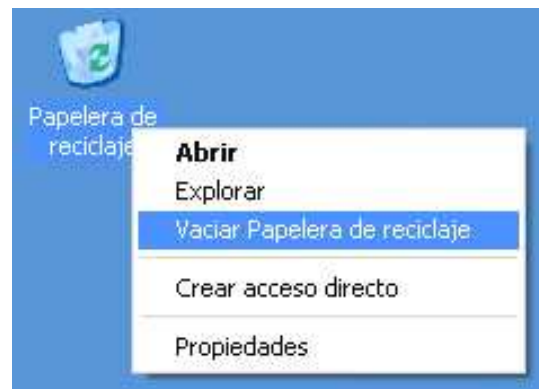 Papelera de
reciclaje
Abrir
Explorar
Vaciar Papelera de reciclaje
Crear acceso directo
Propiedades